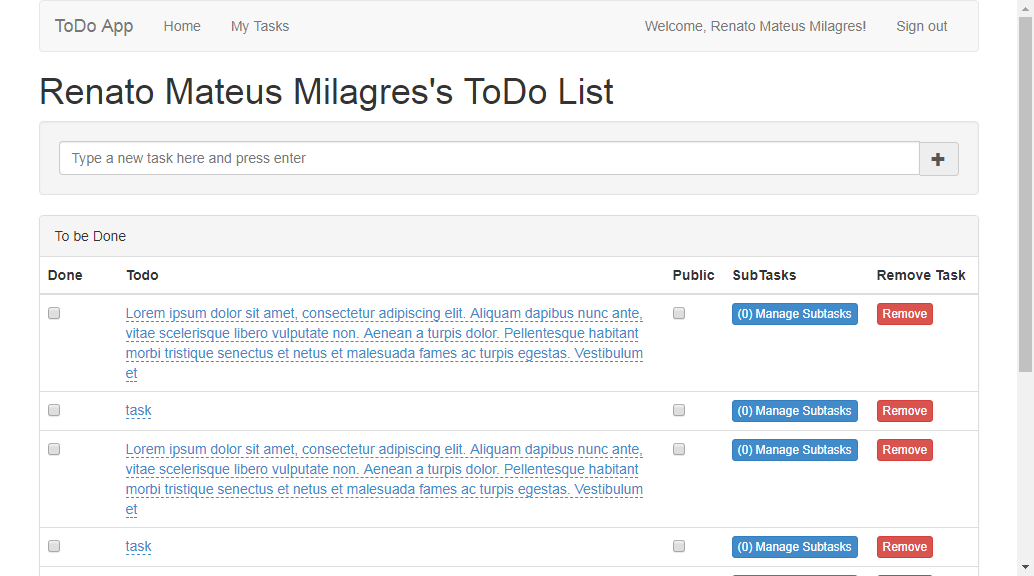 ToDo App Home My Tasks Welcome, Renato Mateus Milagres! Sign out
Renato Mateus Milagres's ToDo List
Type a new task here and press enter
To be Done
Done Todo Public SubTasks Remove Task
Lorem ipsum dolor sit amet, consectetur adipiscing elit. Aliquam dapibus nunc ante, (0) Manage Subtasks Remove
vitae scelerisque libero vulputate non. Aenean a turpis dolor. Pellentesque habitant
morbi tristique senectus et netus et malesuada fames ac turpis egestas. Vestibulum
et
task (0) Manage Subtasks Remove
Lorem ipsum dolor sit amet, consectetur adipiscing elit. Aliquam dapibus nunc ante, (0) Manage Subtasks Remove
vitae scelerisque libero vulputate non. Aenean a turpis dolor. Pellentesque habitant
morbi tristique senectus et netus et malesuada fames ac turpis egestas. Vestibulum
et
task (0) Manage Subtasks Remove